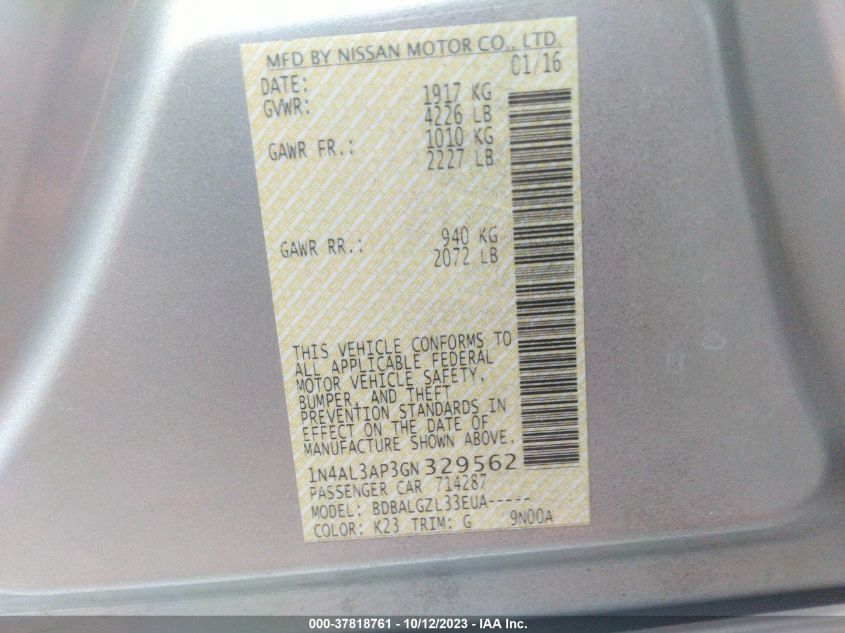 MFD BY NISSAN MOTOR CO., LTD.
DATE: 01/16
GVWR: 1917 KG
4226 LB
GAWR FR.: 1010 KG
2227 LB
GAWR RR.: 940 KG
2072 LB
THIS VEHICLE CONFORMS TO
ALL APPLICABLE FEDERAL
MOTOR VEHICLE SAFETY,
BUMPER, AND THEFT
PREVENTION STANDARDS IN
EFFECT ON THE DATE OF
MANUFACTURE SHOWN ABOVE.
1N4AL3AP3GN329562
PASSENGER CAR 714287
MODEL: BDBALGZL33EUA-----
COLOR: K23 TRIM: G 9N00A
000-37818761 - 10/12/2023 - IAA Inc.